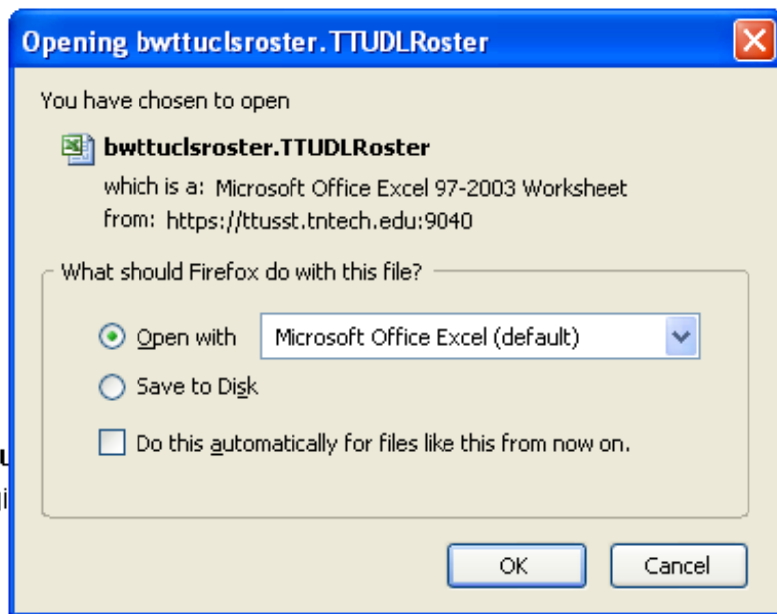 Opening bwttuclsroster.TTUDLRoster
You have chosen to open
bwttuclsroster.TTUDLRoster
which is a: Microsoft Office Excel 97-2003 Worksheet
from: https://ttusst.tntech.edu:9040
What should Firefox do with this file?
Open with Microsoft Office Excel (default)
Save to Disk
Do this automatically for files like this from now on.
OK Cancel